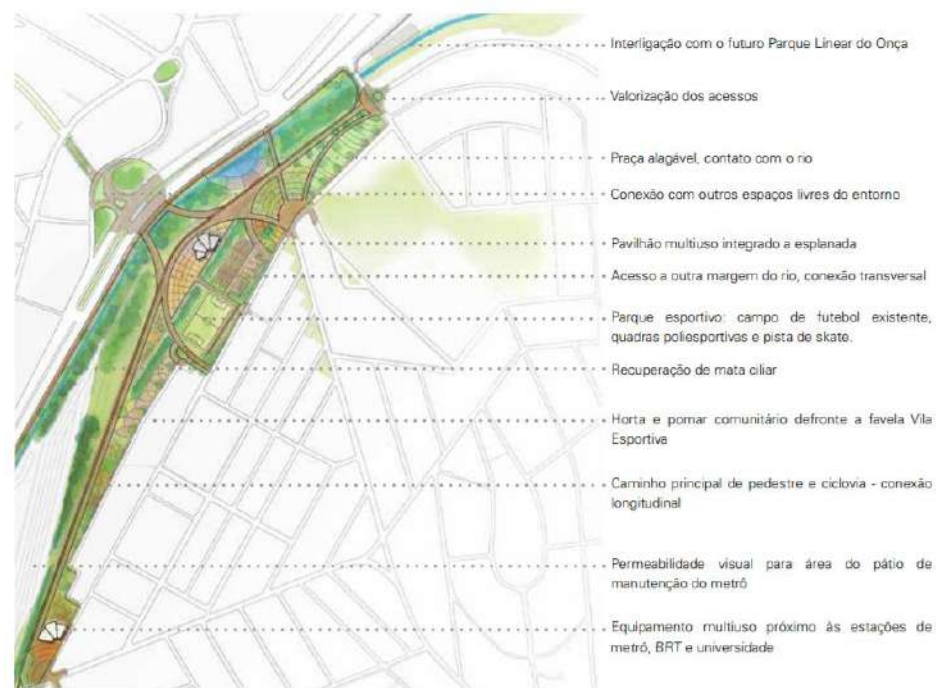 Interligação com o futuro Parque Linear do Onça
Valorização dos acessos
Praça alagável, contato com o rio
Conexão com outros espaços livres do entorno
Pavilhão multiuso integrado a esplanada
Acesso a outra margem do rio, conexão transversal
Parque esportivo: campo de futebol existente,
quadras poliesportivas e pista de skate.
Recuperação de mata ciliar
Horta e pomar comunitário defronte a favela Vila
Esportiva
Caminho principal de pedestre e ciclovia - conexão
longitudinal
Permeabilidade visual para área do pátio de
manutenção do metrô
Equipamento multiuso próximo às estações de
metrô, BRT e universidade